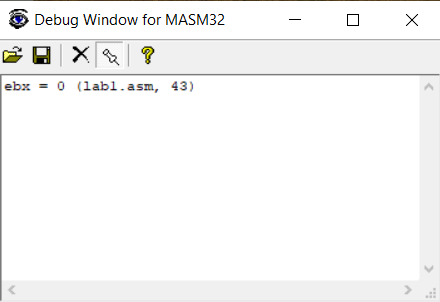 Debug Window for MASM32
ebx = 0 (lab1.asm, 43)